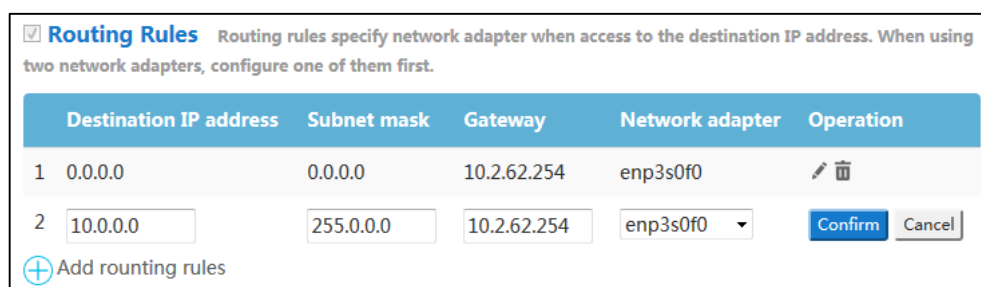 Routing Rules Routing rules specify network adapter when access to the destination IP address. When using
two network adapters, configure one of them first.
Destination IP address Subnet mask Gateway Network adapter Operation
1 0.0.0.0 0.0.0.0 10.2.62.254 enp3s0f0
2 10.0.0.0 255.0.0.0 10.2.62.254 enp3s0f0 Confirm Cancel
Add rounting rules